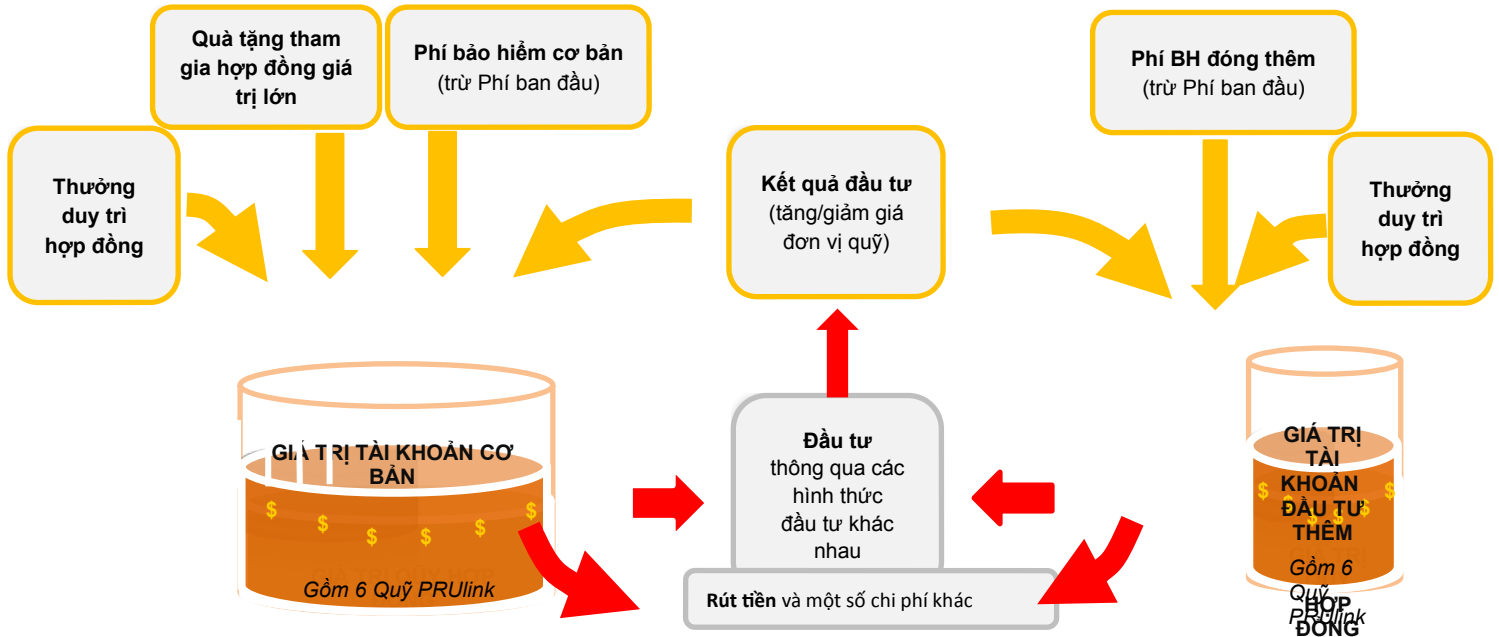 Quà tặng tham
gia hợp đồng giá
trị lớn
Phí bảo hiểm cơ bản
(trừ Phí ban đầu)
Phí BH đóng thêm
(trừ Phí ban đầu)
Thưởng
duy trì
hợp đồng
Kết quả đầu tư
(tăng/giảm giá
đơn vị quỹ)
Thưởng
duy trì
hợp đồng
GIÁ TRỊ TÀI KHOẢN CƠ
BẢN
$ $ $ $ $ $
Gồm 6 Quỹ PRUlink
Đầu tư
thông qua các
hình thức
đầu tư khác
nhau
Rút tiền và một số chi phí khác
GIÁ TRỊ
TÀI
KHOẢN
ĐẦU TƯ
THÊM
Gồm 6
Quỹ
PRUlink
HỢP
ĐỒNG